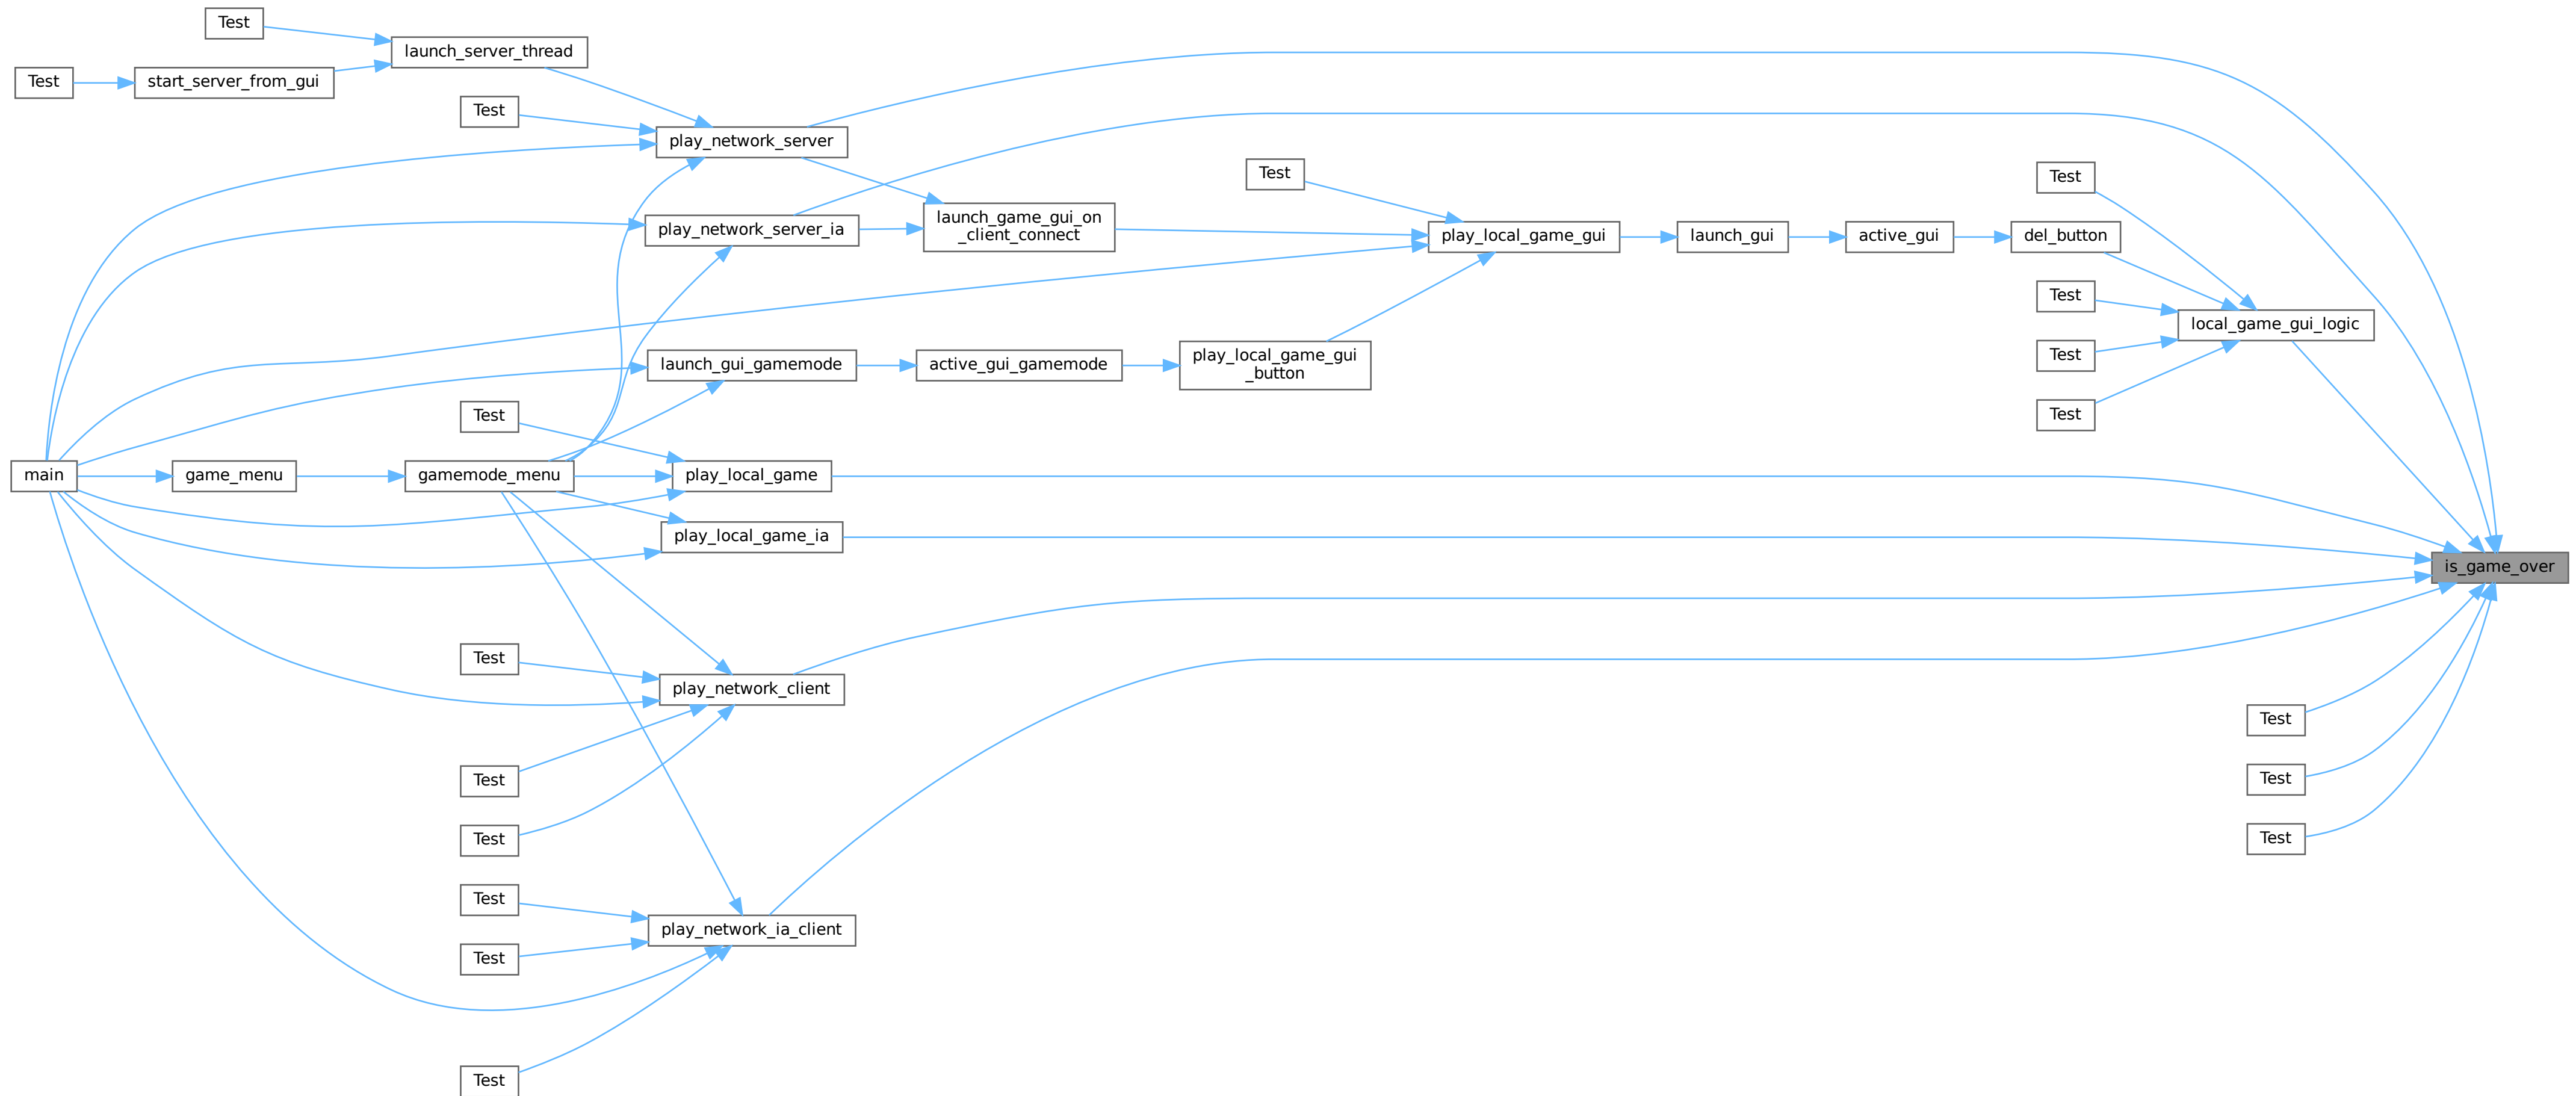 Test
launch_server_thread
Test
start_server_from_gui
Test
play_network_server
Test
Test
launch_game_gui_on
_client_connect
play_network_server_ia
play_local_game_gui
launch_gui
active_gui
del_button
Test
local_game_gui_logic
Test
play_local_game_gui
_button
launch_gui_gamemode
active_gui_gamemode
Test
Test
main
game_menu
gamemode_menu
play_local_game
play_local_game_ia
is_game_over
Test
play_network_client
Test
Test
Test
Test
Test
Test
play_network_ia_client
Test
Test